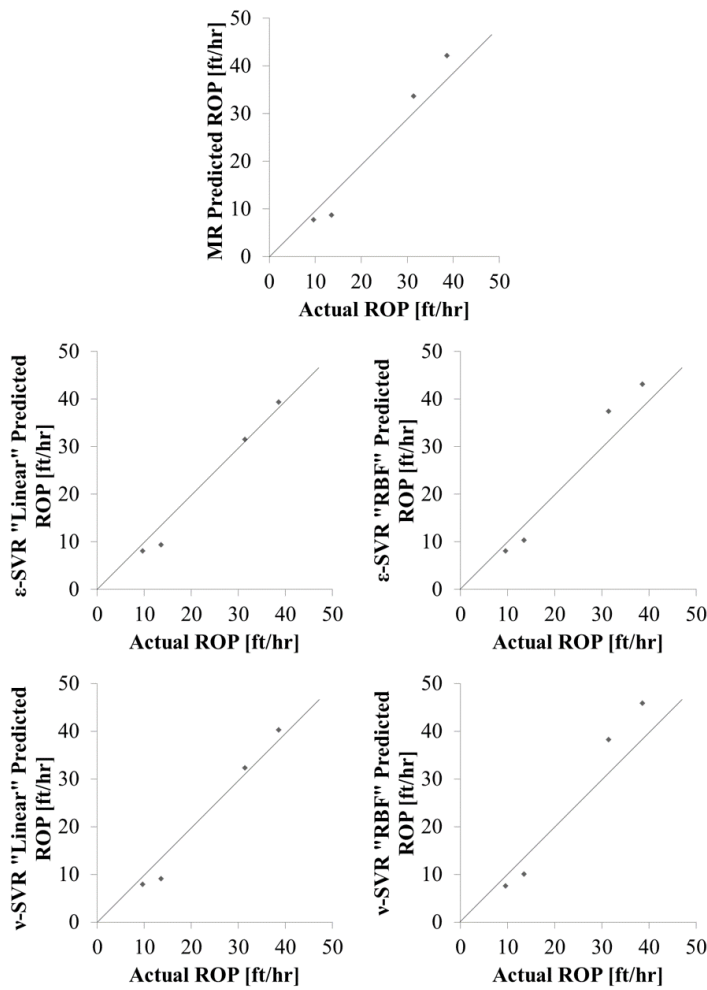 MR Predicted ROP [ft/hr]
50
40
30
20
10
0
0 10 20 30 40 50
Actual ROP [ft/hr]
ε-SVR "Linear" Predicted
ROP [ft/hr]
50
40
30
20
10
0
0 10 20 30 40 50
Actual ROP [ft/hr]
ε-SVR "RBF" Predicted
ROP [ft/hr]
50
40
30
20
10
0
0 10 20 30 40 50
Actual ROP [ft/hr]
ν-SVR "Linear" Predicted
ROP [ft/hr]
50
40
30
20
10
0
0 10 20 30 40 50
Actual ROP [ft/hr]
ν-SVR "RBF" Predicted
ROP [ft/hr]
50
40
30
20
10
0
0 10 20 30 40 50
Actual ROP [ft/hr]